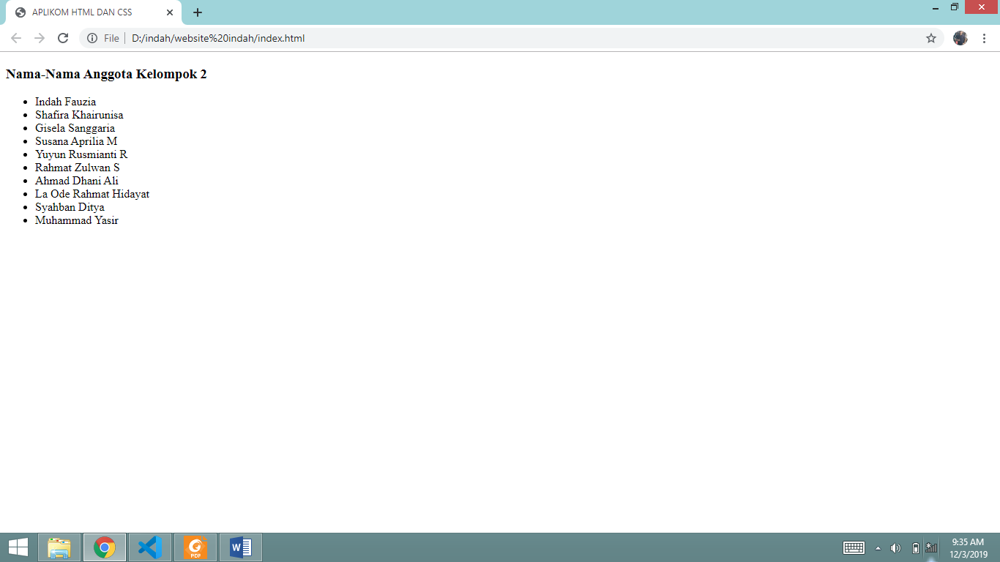 APLIKOM HTML DAN CSS
File | D:/indah/website%20indah/index.html
Nama-Nama Anggota Kelompok 2
• Indah Fauzia
• Shafira Khairunisa
• Gisela Sanggaria
• Susana Aprilia M
• Yuyun Rusmianti R
• Rahmat Zulwan S
• Ahmad Dhani Ali
• La Ode Rahmat Hidayat
• Syahban Ditya
• Muhammad Yasir
PDF
W
9:35 AM
12/3/2019